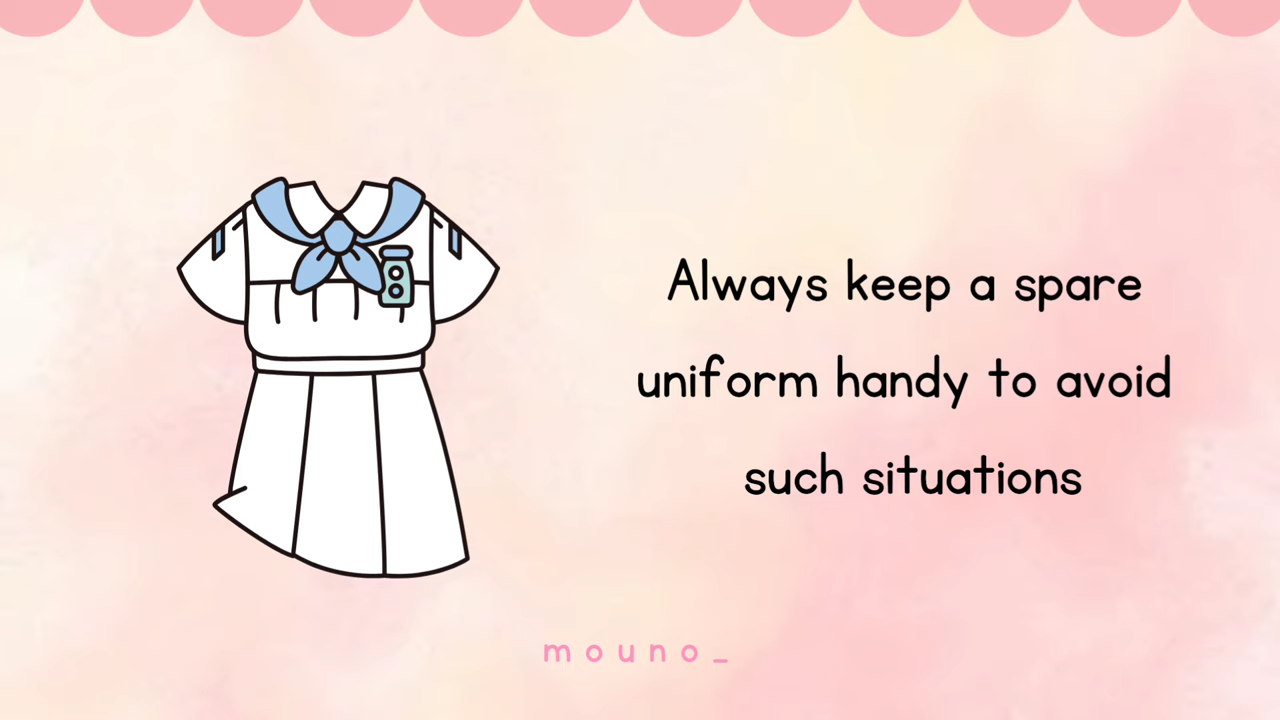 Always keep a spare
uniform handy to avoid
such situations
mouno_